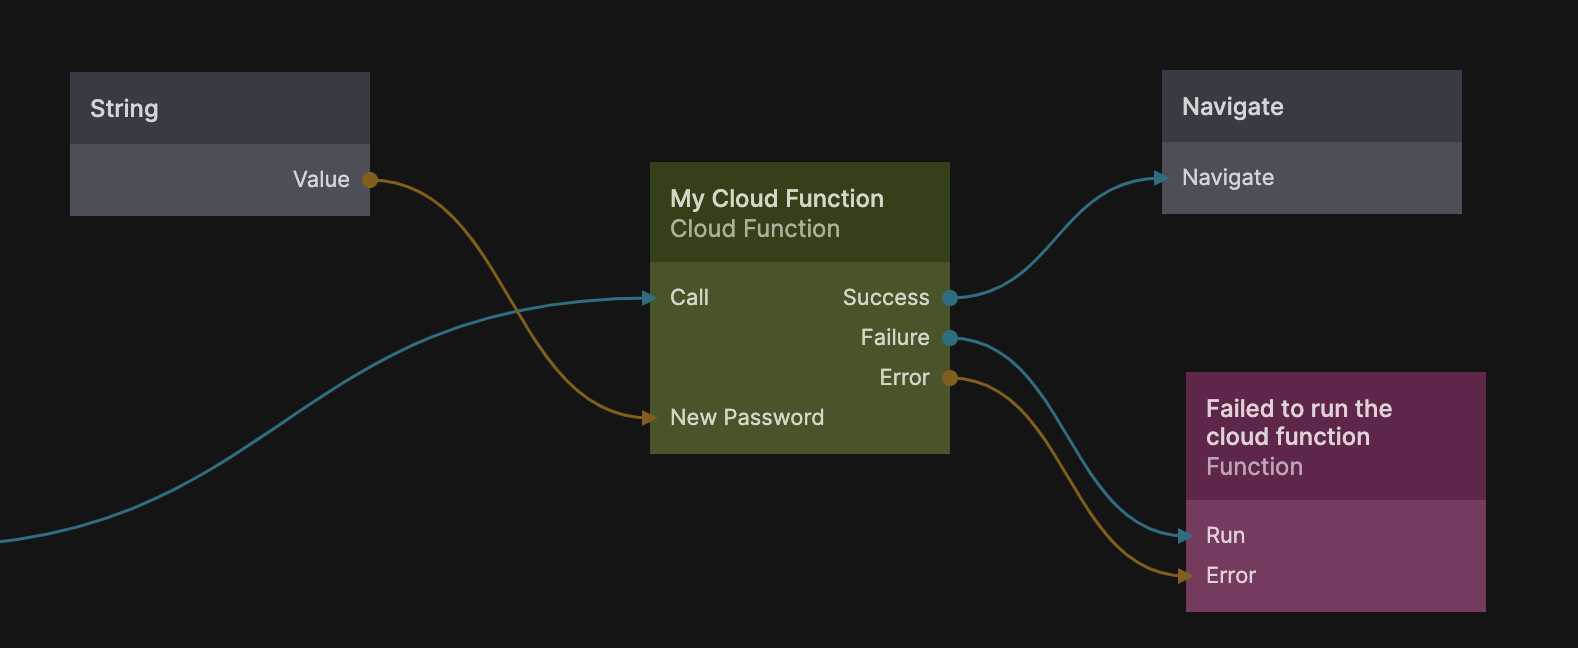 String
Value
My Cloud Function
Cloud Function
Call
Success
Failure
Error
New Password
Navigate
Navigate
Failed to run the
cloud function
Function
Run
Error